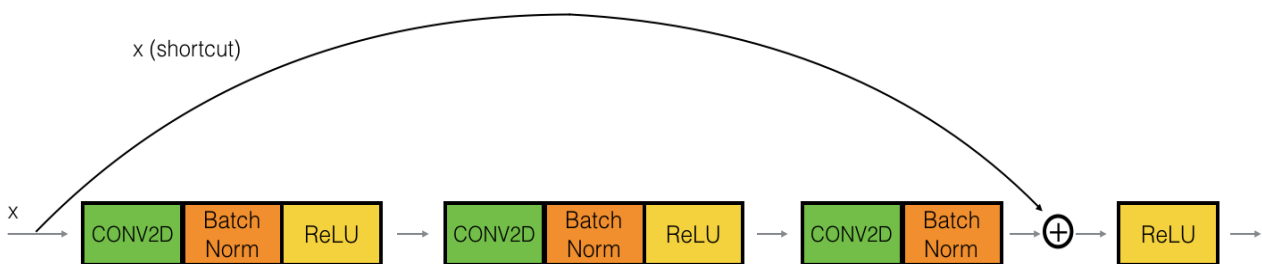 x (shortcut)
x
CONV2D
Batch
Norm
ReLU
CONV2D
Batch
Norm
ReLU
CONV2D
Batch
Norm
+
ReLU